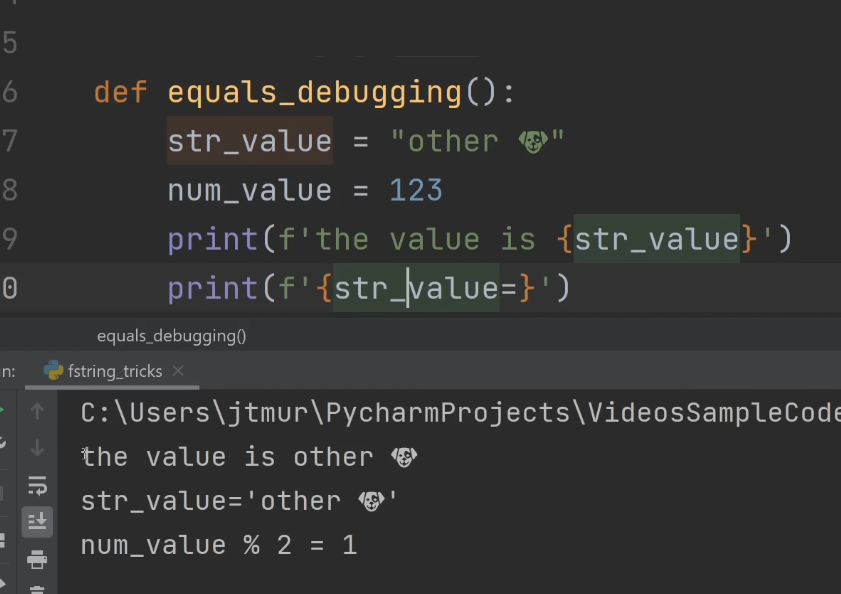 5
6 def equals_debugging():
7 str_value = "other 🐶"
8 num_value = 123
9 print(f'the value is {str_value}')
0 print(f'{str_value=}')
equals_debugging()
n: fstring_tricks
C:\Users\jtmur\PycharmProjects\VideosSampleCode
the value is other 🐶
str_value='other 🐶'
num_value % 2 = 1